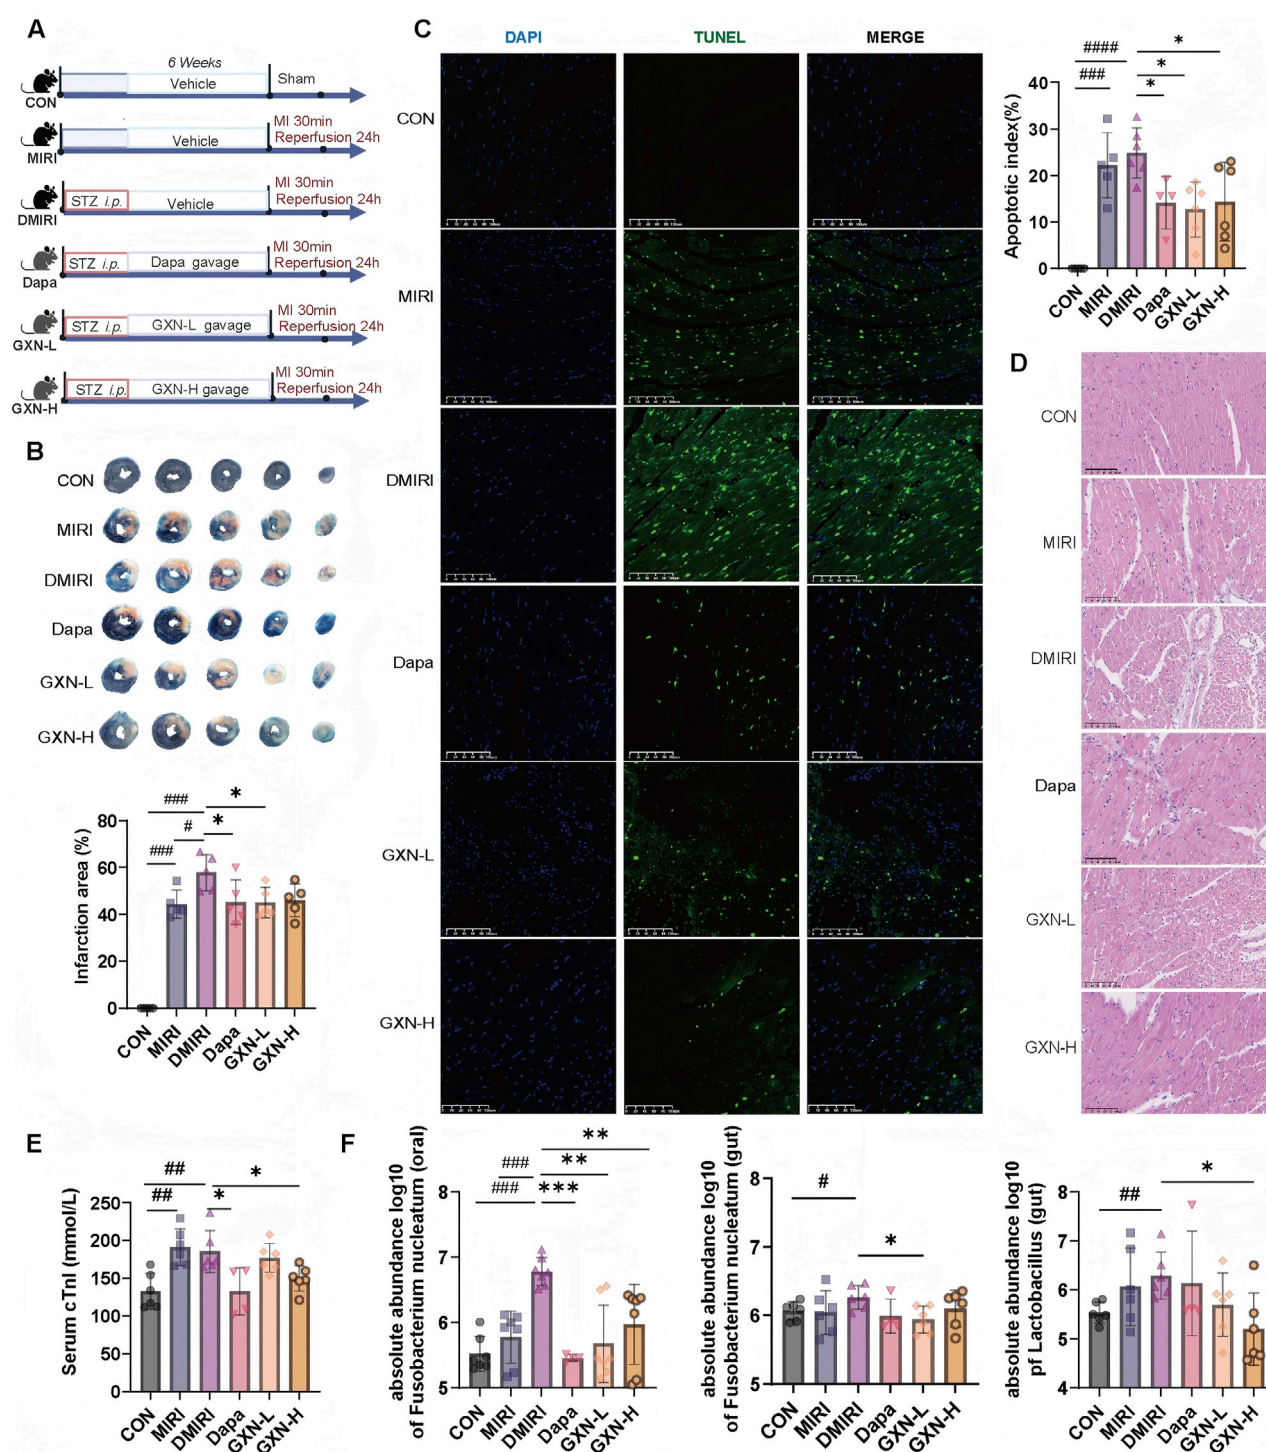 A
6 Weeks
Vehicle
Sham
CON
Vehicle
MI 30min
Reperfusion 24h
MIRI
STZ i.p.
Vehicle
MI 30min
Reperfusion 24h
DMIRI
STZ i.p.
Dapa gavage
MI 30min
Reperfusion 24h
Dapa
STZ i.p.
GXN-L gavage
MI 30min
Reperfusion 24h
GXN-L
STZ i.p.
GXN-H gavage
MI 30min
Reperfusion 24h
GXN-H
B
CON
MIRI
DMIRI
Dapa
GXN-L
GXN-H
Infarction area (%)
80
60
40
20
0
###
*
#
*
###
CON
MIRI
DMIRI
Dapa
GXN-L
GXN-H
C
DAPI
TUNEL
MERGE
CON
MIRI
DMIRI
Dapa
GXN-L
GXN-H
Apoptotic index(%)
40
30
20
10
0
####
*
###
*
*
CON
MIRI
DMIRI
Dapa
GXN-L
GXN-H
D
CON
MIRI
DMIRI
Dapa
GXN-L
GXN-H
E
Serum cTnI (mmol/L)
250
200
150
100
50
0
##
*
##
*
CON
MIRI
DMIRI
Dapa
GXN-L
GXN-H
F
absolute abundance log10
of Fusobacterium nucleatum (oral)
8
7
6
5
**
###
**
###
***
CON
MIRI
DMIRI
Dapa
GXN-L
GXN-H
absolute abundance log10
of Fusobacterium nucleatum (gut)
8
7
6
5
#
*
CON
MIRI
DMIRI
Dapa
GXN-L
GXN-H
absolute abundance log10
pf Lactobacillus (gut)
8
7
6
5
4
*
##
CON
MIRI
DMIRI
Dapa
GXN-L
GXN-H